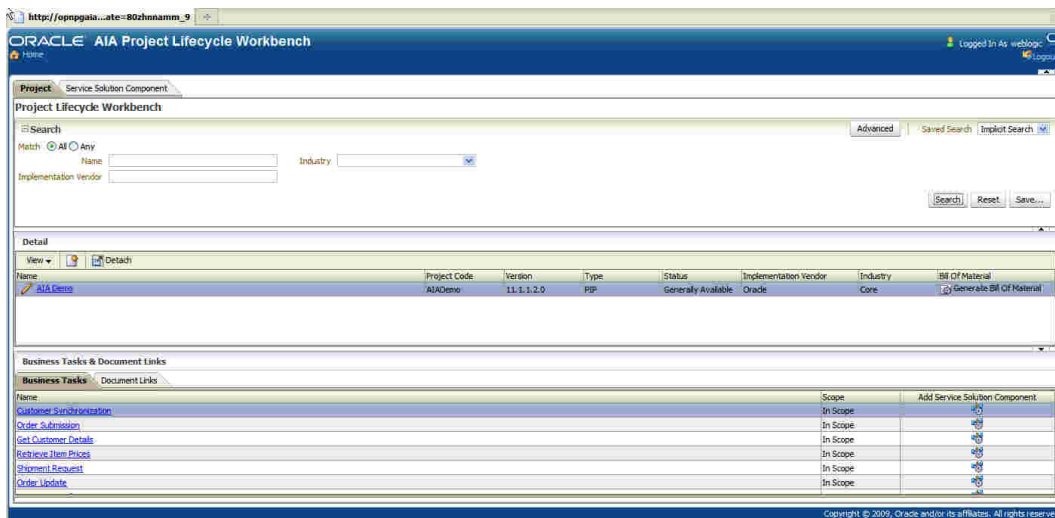 http://opnpgaia...ate=80zhnnamm_9
ORACLE AIA Project Lifecycle Workbench
Logged In As weblogic
Home
Logout
Project Service Solution Component
Project Lifecycle Workbench
Search
Advanced Saved Search Implicit Search
Match All Any
Name Industry
Implementation Vendor
Search Reset Save...
Detail
View Detach
Name Project Code Version Type Status Implementation Vendor Industry Bill Of Material
AIA Demo AIADemo 11.1.1.2.0 PIP Generally Available Oracle Core Generate Bill Of Material
Business Tasks & Document Links
Business Tasks Document Links
Name Scope Add Service Solution Component
Customer Synchronization In Scope
Order Submission In Scope
Get Customer Details In Scope
Retrieve Item Prices In Scope
Shipment Request In Scope
Order Update In Scope
Copyright © 2009, Oracle and/or its affiliates. All rights reserve